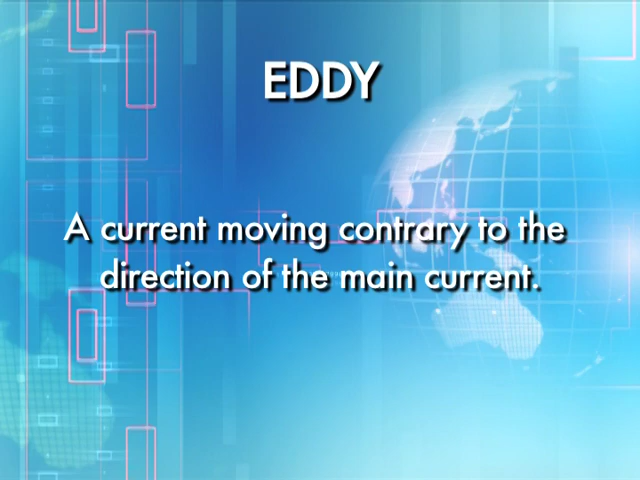 EDDY
A current moving contrary to the
direction of the main current.